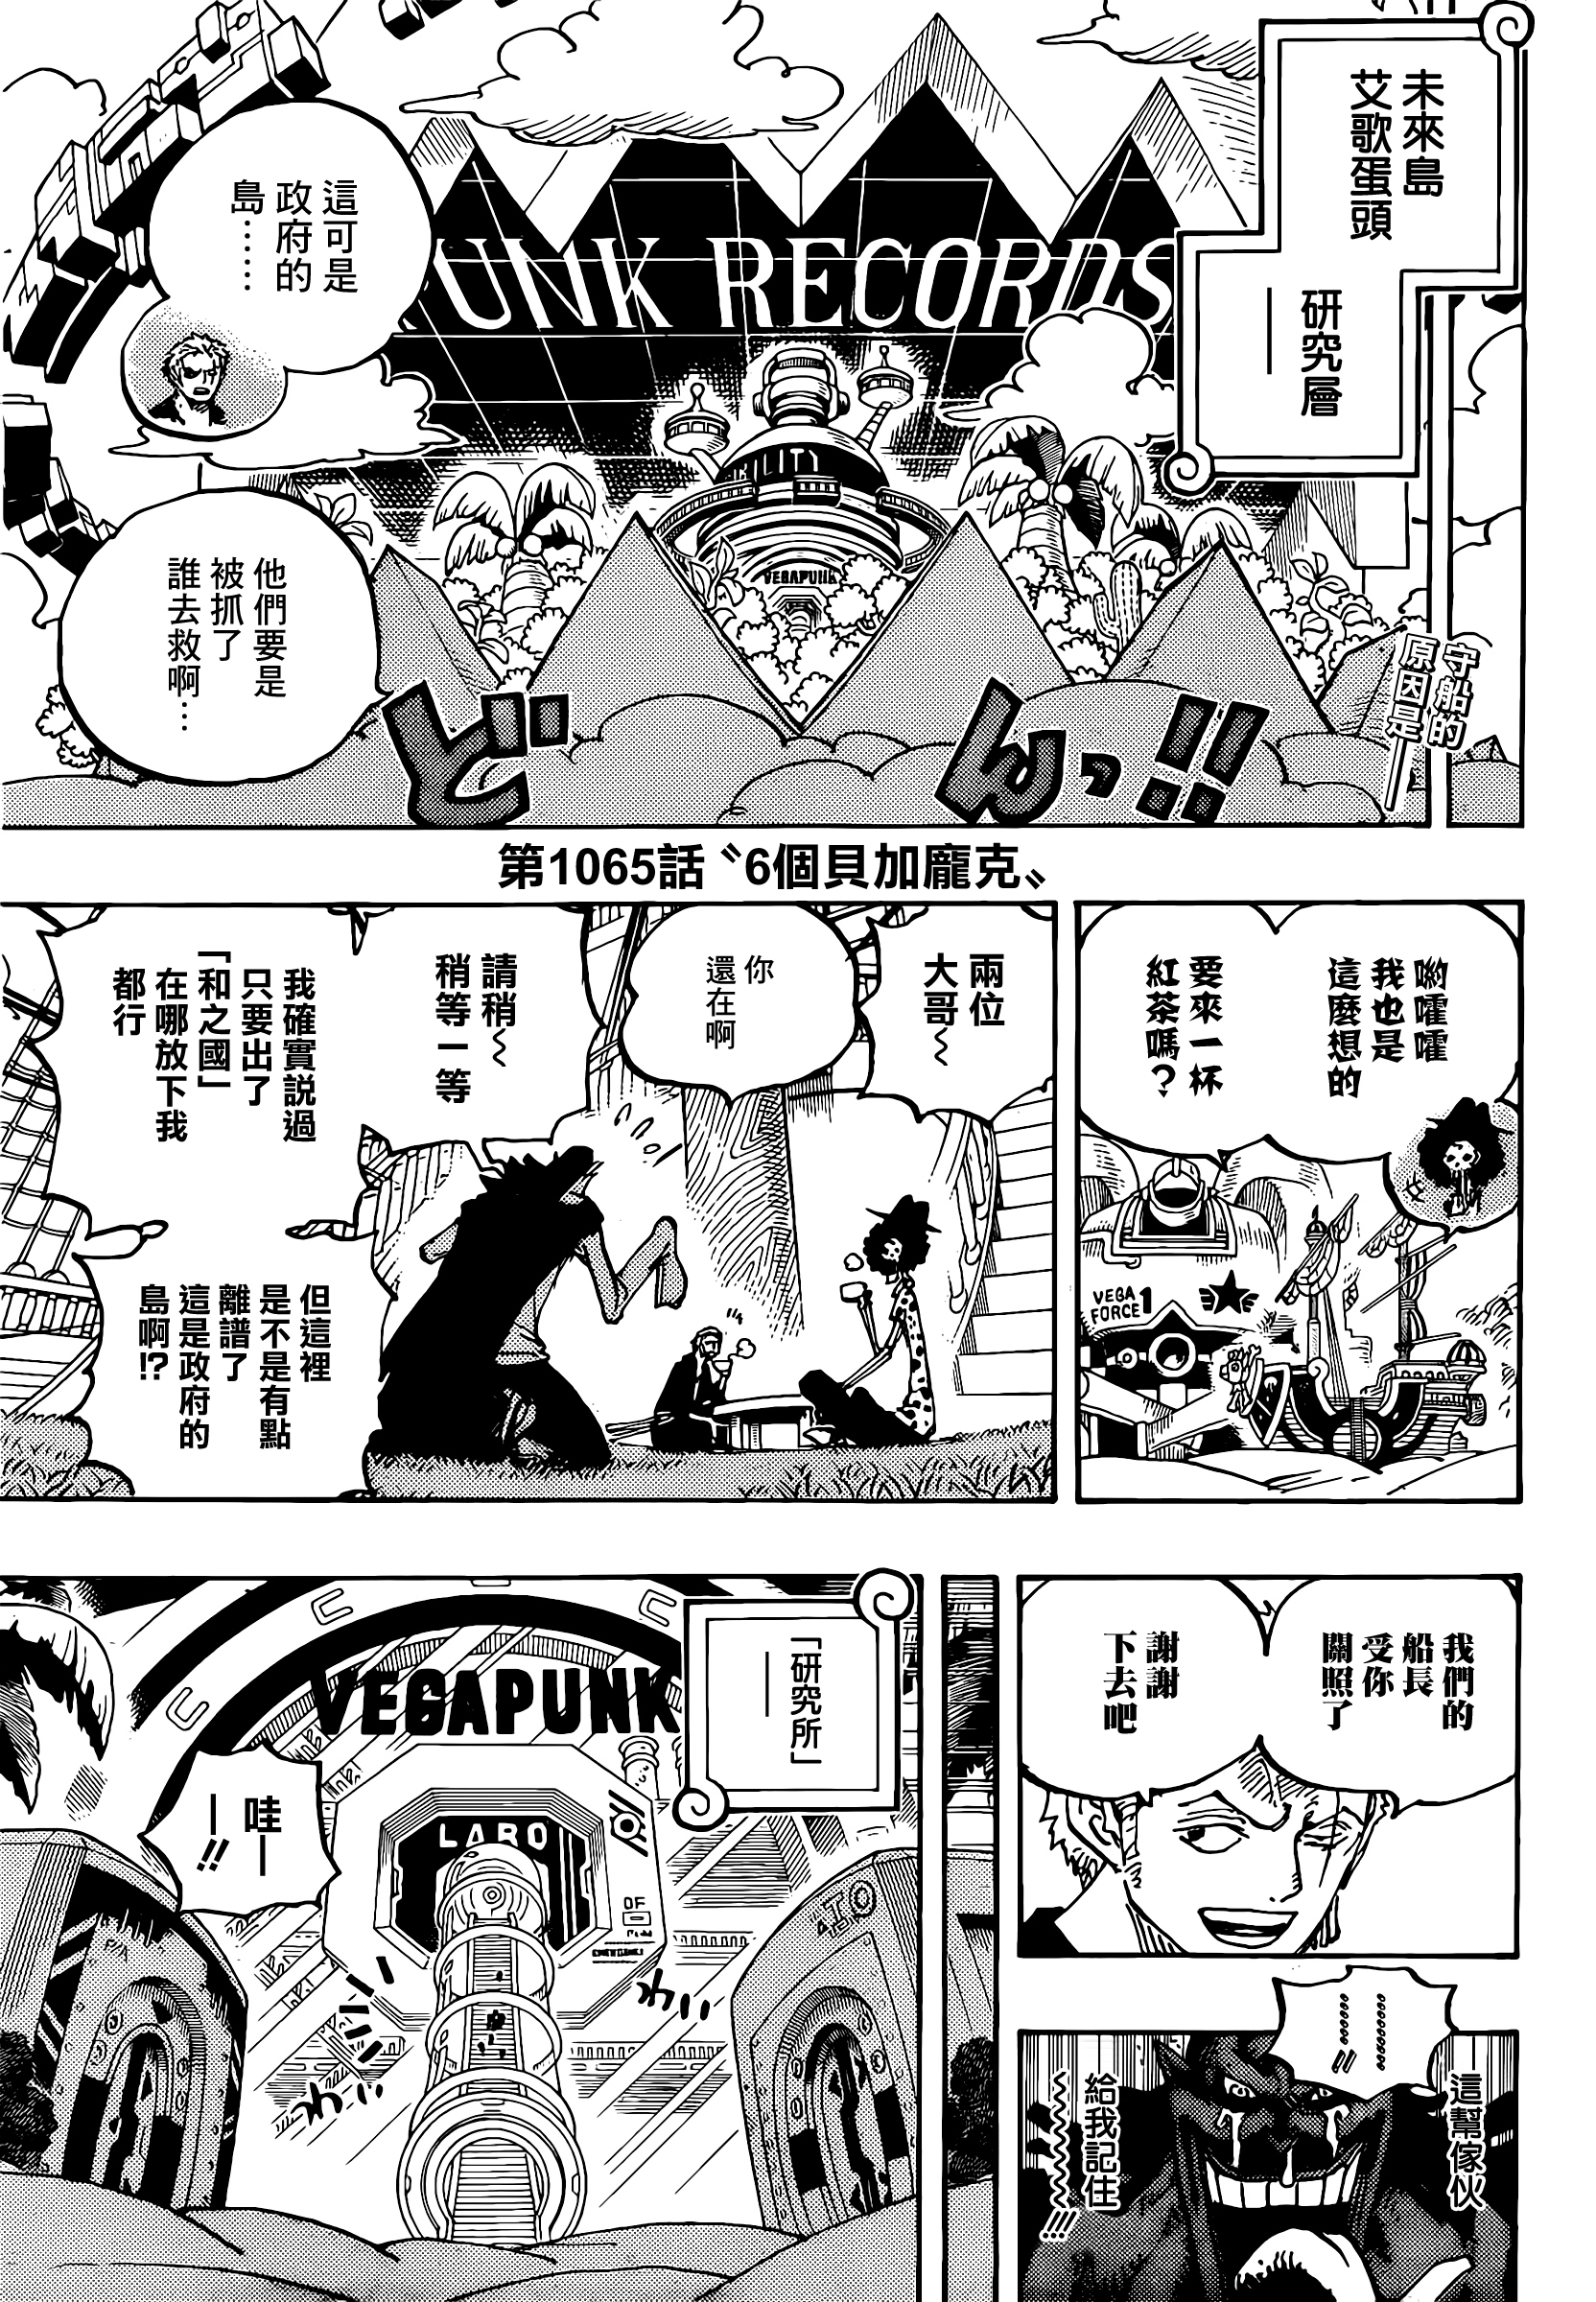 未來島
艾歌蛋頭
——研究層——
守船的
原因是——
PUNK RECORDS
這可是
政府的
島……
他們要是
被抓了
誰去救啊…
BILITY
VEGAPUNK
どんっ!!
第1065話〝6個貝加龐克〟
喲嚯嚯
我也是
這麼想的
要來一杯
紅茶嗎？
VEGA
FORCE 1
兩位
大哥～
你
還在啊
請稍～
稍等一等
我確實説過
只要出了
「和之國」
在哪放下我
都行
但這裡
是不是有點
離譜了
這是政府的
島啊!?
我們的
船長
受你
關照了
謝謝
下去吧
…………
…………!!
這幫傢伙
給我記住
～～～!!!
「研究所」——
VEGAPUNK
LABO
哇——!!
わい
わい